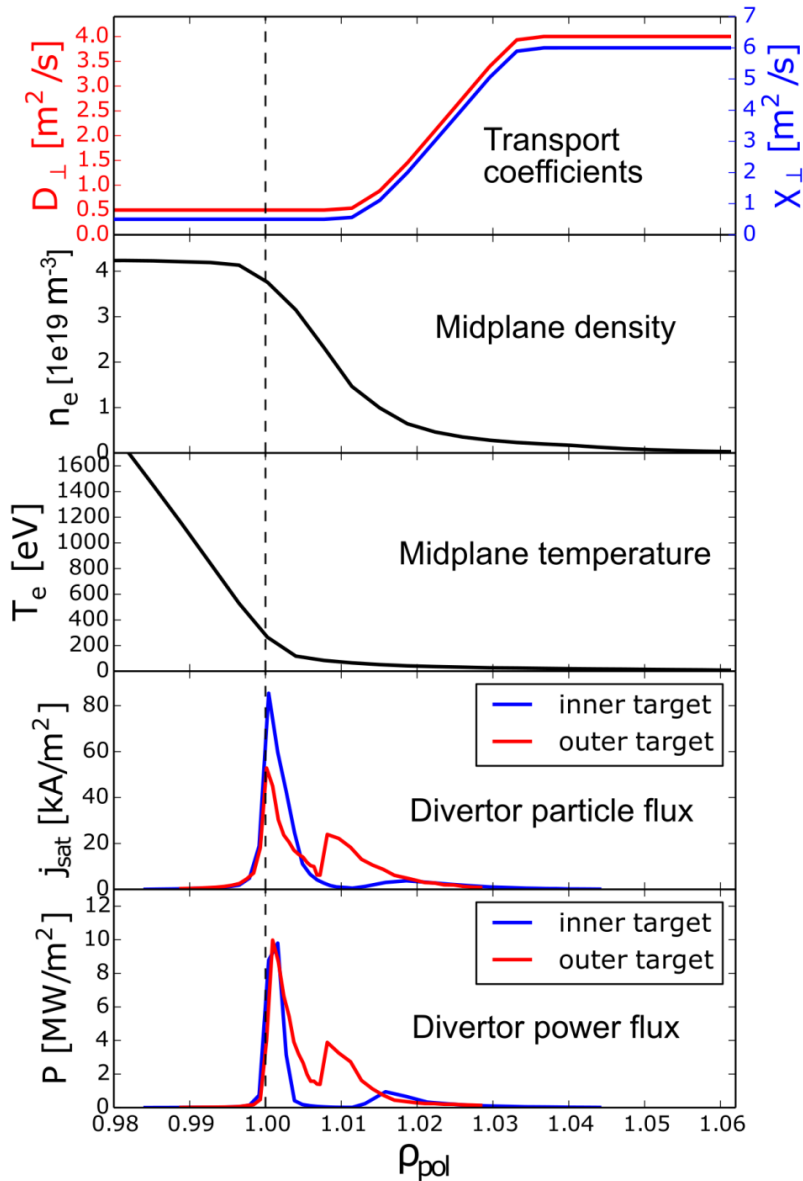 D⊥ [m² /s]
4.0
3.5
3.0
2.5
2.0
1.5
1.0
0.5
0.0
Transport
coefficients
7
6
5
4
3
2
1
0
X⊥ [m² /s]
nₑ [1e19 m⁻³]
4
3
2
1
0
Midplane density
Tₑ [eV]
1600
1400
1200
1000
800
600
400
200
0
Midplane temperature
jsat [kA/m²]
80
60
40
20
0
inner target
outer target
Divertor particle flux
P [MW/m²]
12
10
8
6
4
2
0
inner target
outer target
Divertor power flux
0.98 0.99 1.00 1.01 1.02 1.03 1.04 1.05 1.06
ρpol